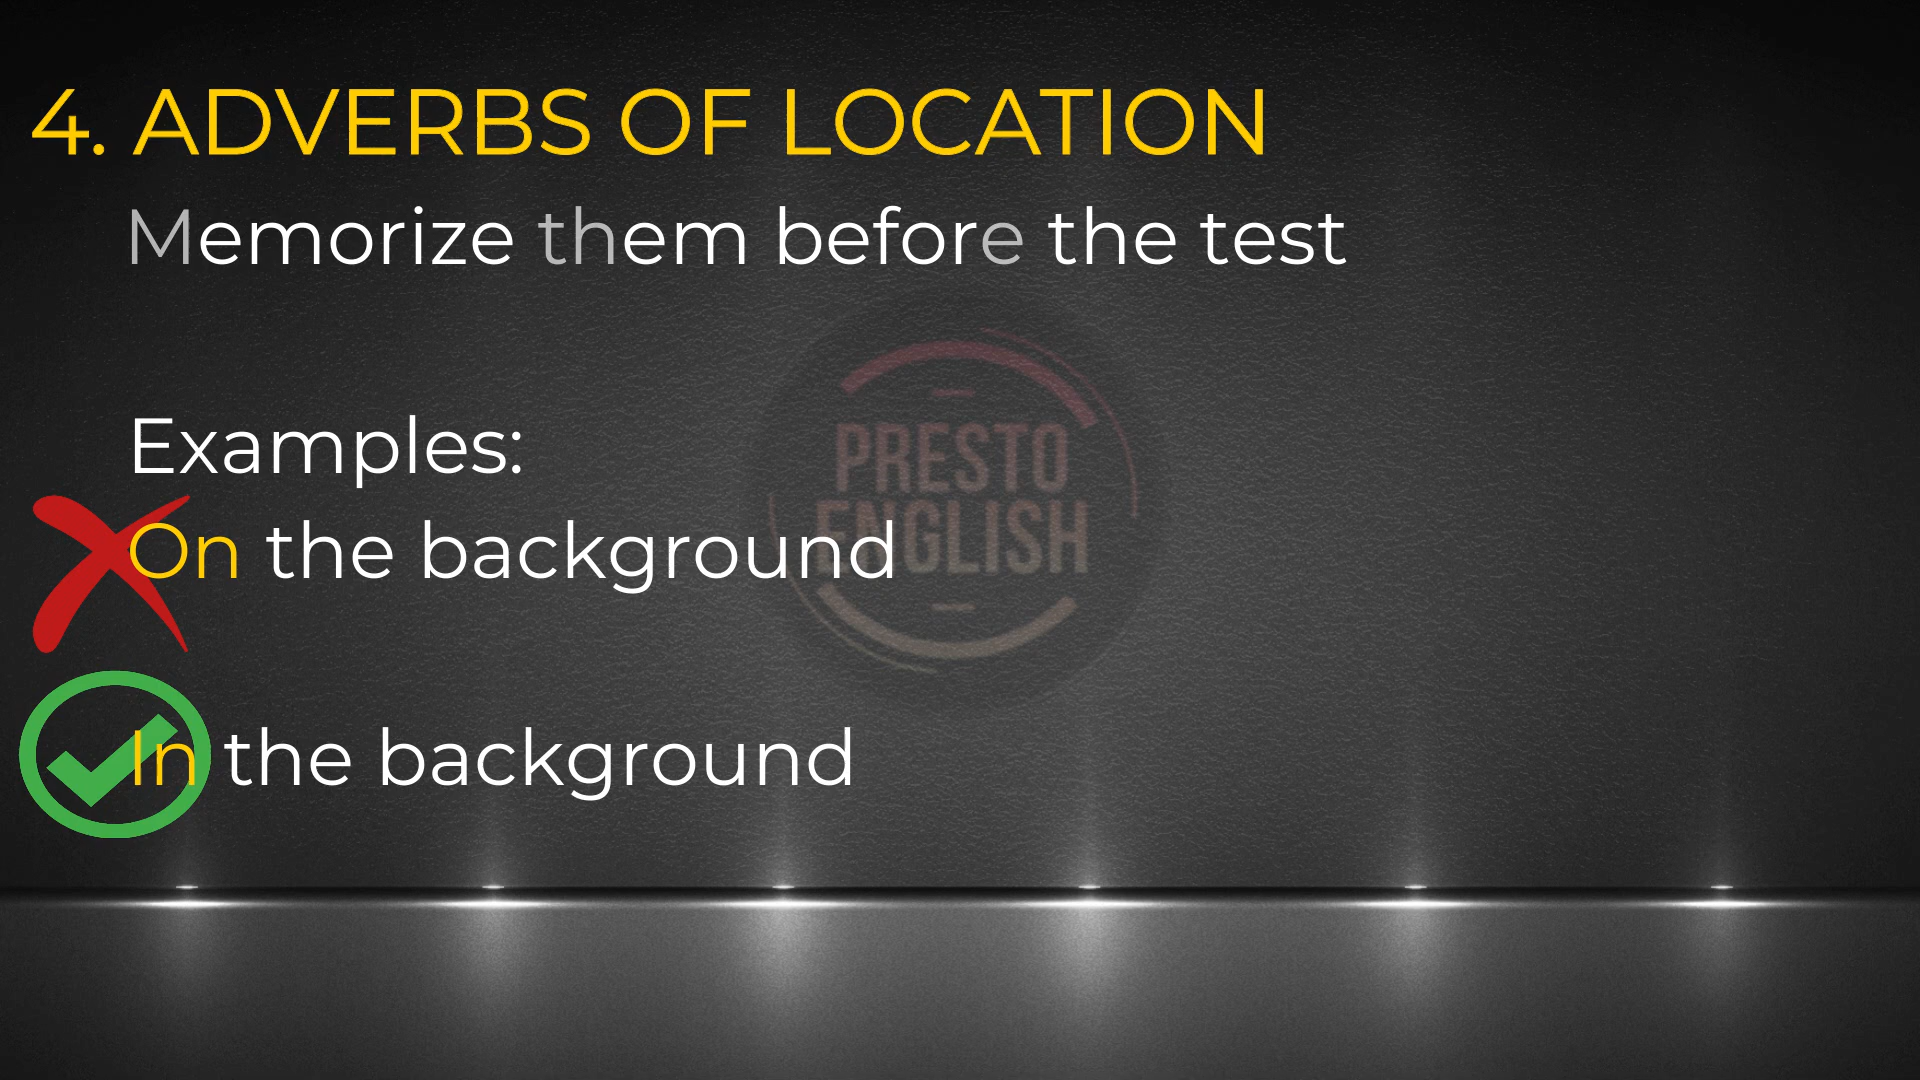 4. ADVERBS OF LOCATION
Memorize them before the test
PRESTO
ENGLISH
Examples:
On the background
In the background